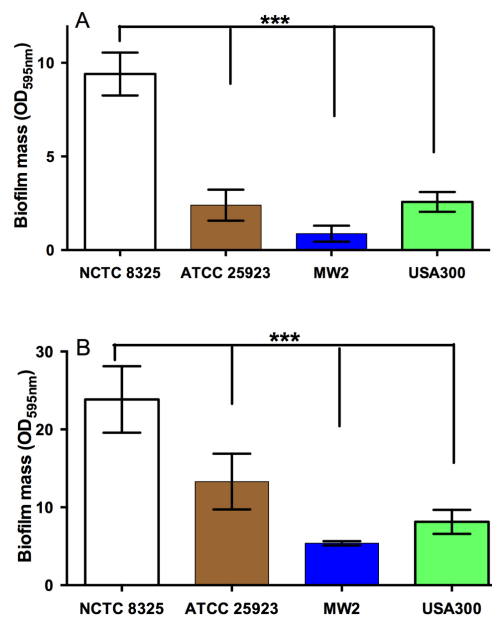 A
***
Biofilm mass (OD595nm)
10
5
0
NCTC 8325 ATCC 25923 MW2 USA300
B
***
Biofilm mass (OD595nm)
30
20
10
0
NCTC 8325 ATCC 25923 MW2 USA300